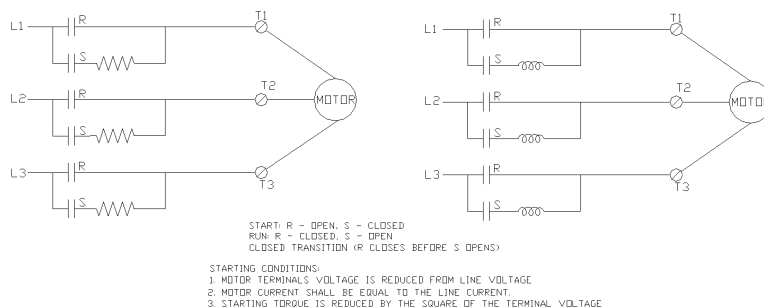 L1
R
S
T1
L2
R
S
T2
MOTOR
L3
R
S
T3
L1
R
S
T1
L2
R
S
T2
MOTO
L3
R
S
T3
START: R - OPEN, S - CLOSED
RUN: R - CLOSED, S - OPEN
CLOSED TRANSITION (R CLOSES BEFORE S OPENS)
STARTING CONDITIONS:
1. MOTOR TERMINALS VOLTAGE IS REDUCED FROM LINE VOLTAGE
2. MOTOR CURRENT SHALL BE EQUAL TO THE LINE CURRENT.
3. STARTING TORQUE IS REDUCED BY THE SQUARE OF THE TERMINAL VOLTAGE